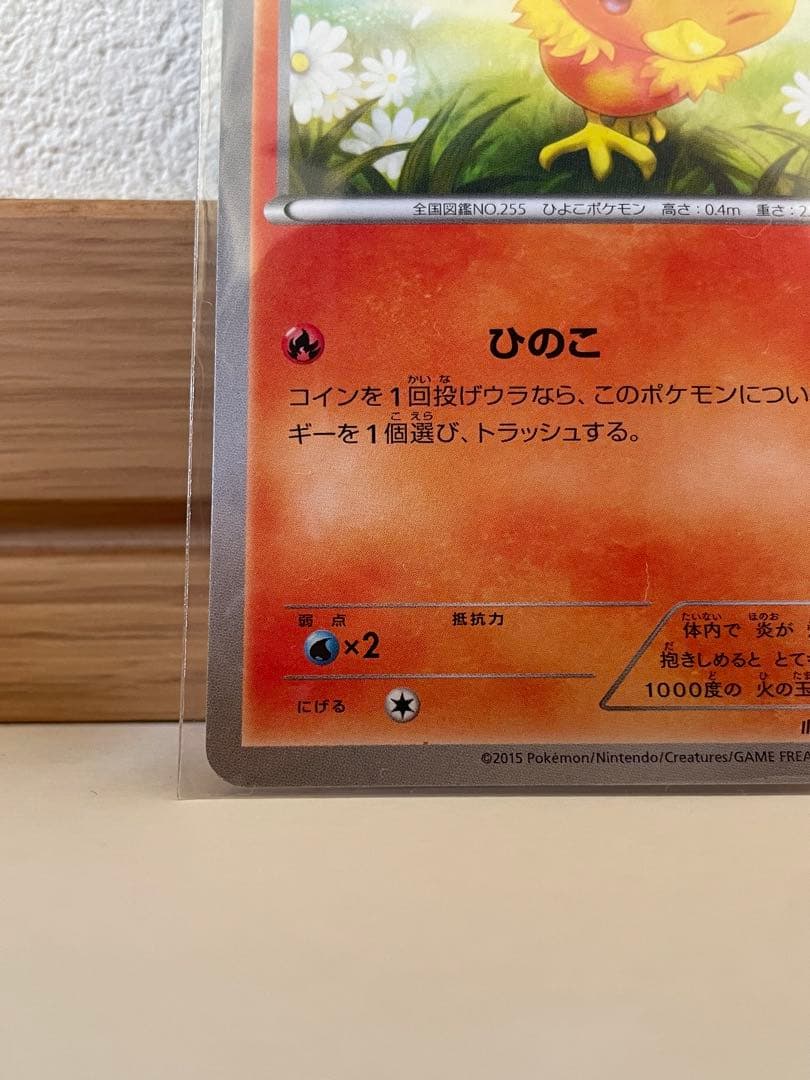 全国図鑑NO.255 ひよこポケモン 高さ：0.4m 重さ：2
ひのこ
コインを1回投げウラなら、このポケモンについ
ギーを1個選び、トラッシュする。
弱点 抵抗力
×2
にげる
体内で 炎が
抱きしめると とても
1000度の 火の玉
©2015 Pokémon/Nintendo/Creatures/GAME FREA